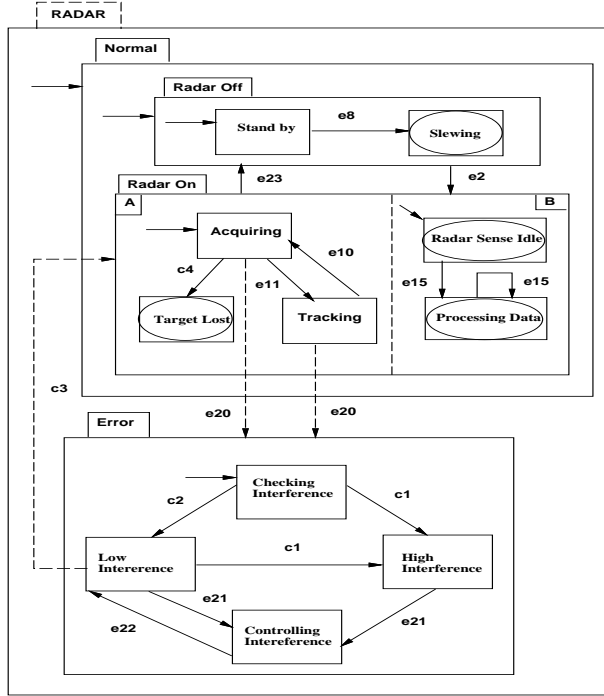 RADAR
Normal
Radar Off
Stand by
e8
Slewing
e23
e2
Radar On
A
B
Acquiring
Radar Sense Idle
e10
c4
e11
e15
e15
Target Lost
Tracking
Processing Data
c3
e20
e20
Error
Checking
Interference
c2
c1
Low
Intererence
c1
High
Interference
e21
e22
e21
Controlling
Intereference